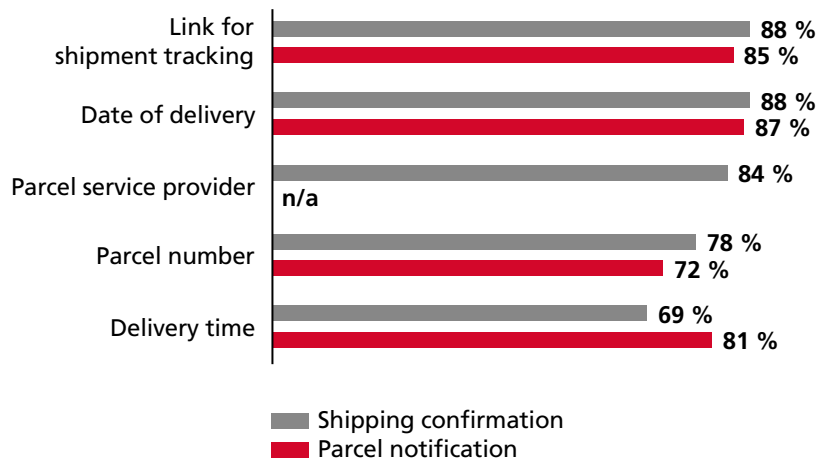 Link for
shipment tracking
88 %
85 %
Date of delivery
88 %
87 %
Parcel service provider
84 %
n/a
Parcel number
78 %
72 %
Delivery time
69 %
81 %
Shipping confirmation
Parcel notification